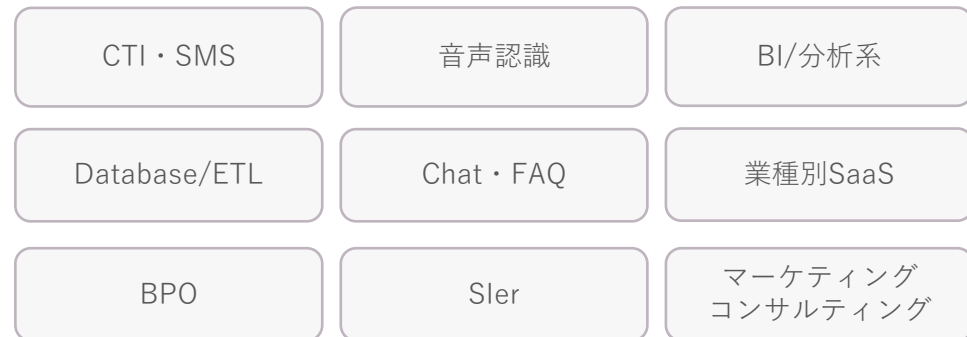 CTI・SMS
音声認識
BI/分析系
Database/ETL
Chat・FAQ
業種別SaaS
BPO
SIer
マーケティング
コンサルティング